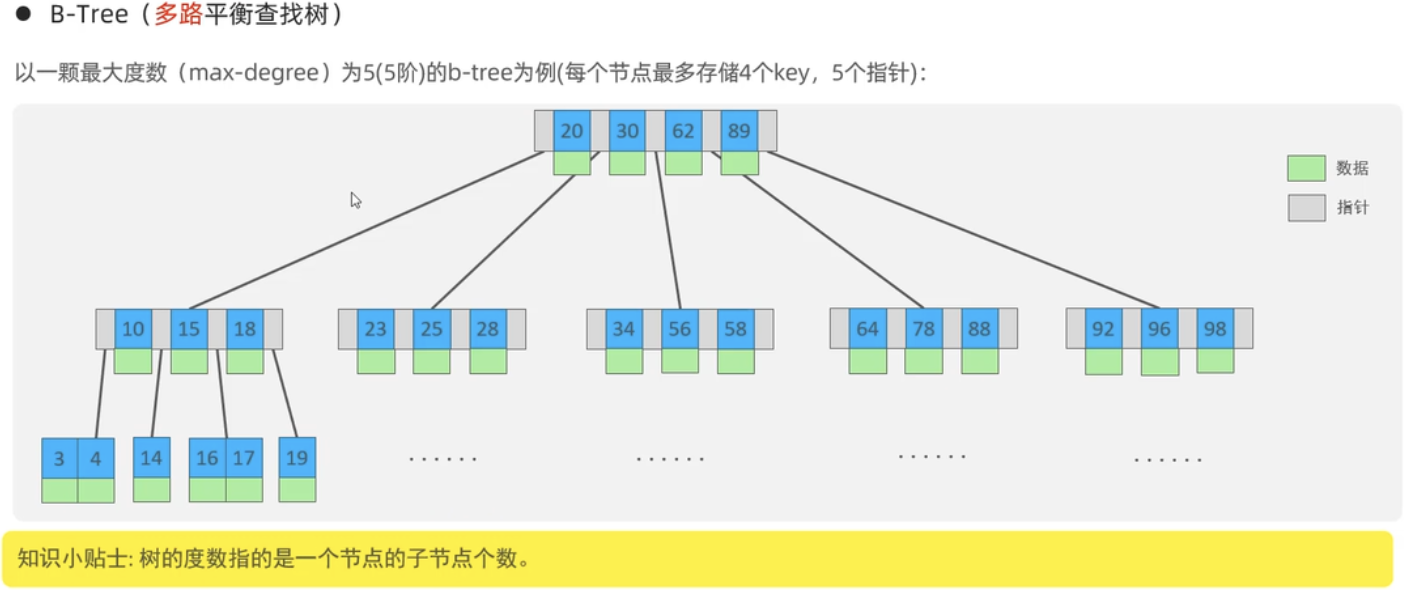 ● B-Tree（多路平衡查找树）
以一颗最大度数（max-degree）为5(5阶)的b-tree为例(每个节点最多存储4个key，5个指针)：
20 30 62 89
数据
指针
10 15 18 23 25 28 34 56 58 64 78 88 92 96 98
3 4 14 16 17 19 ...... ...... ...... ......
知识小贴士: 树的度数指的是一个节点的子节点个数。